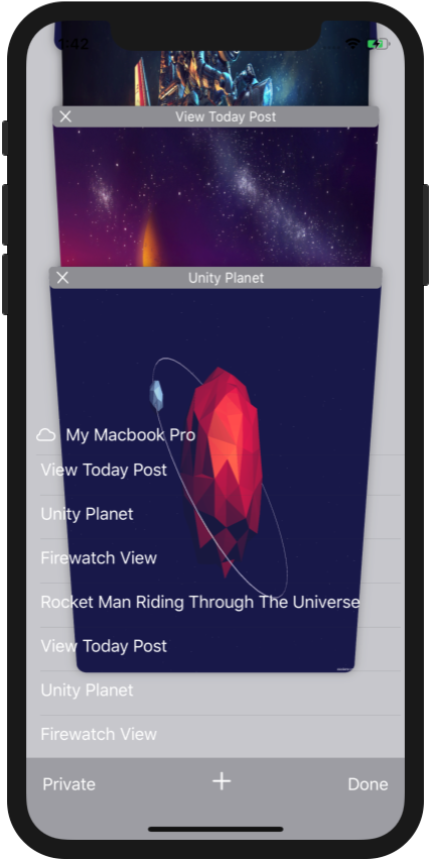 :42
View Today Post
Unity Planet
My Macbook Pro
View Today Post
Unity Planet
Firewatch View
Rocket Man Riding Through The Universe
View Today Post
Unity Planet
Firewatch View
Private
+
Done